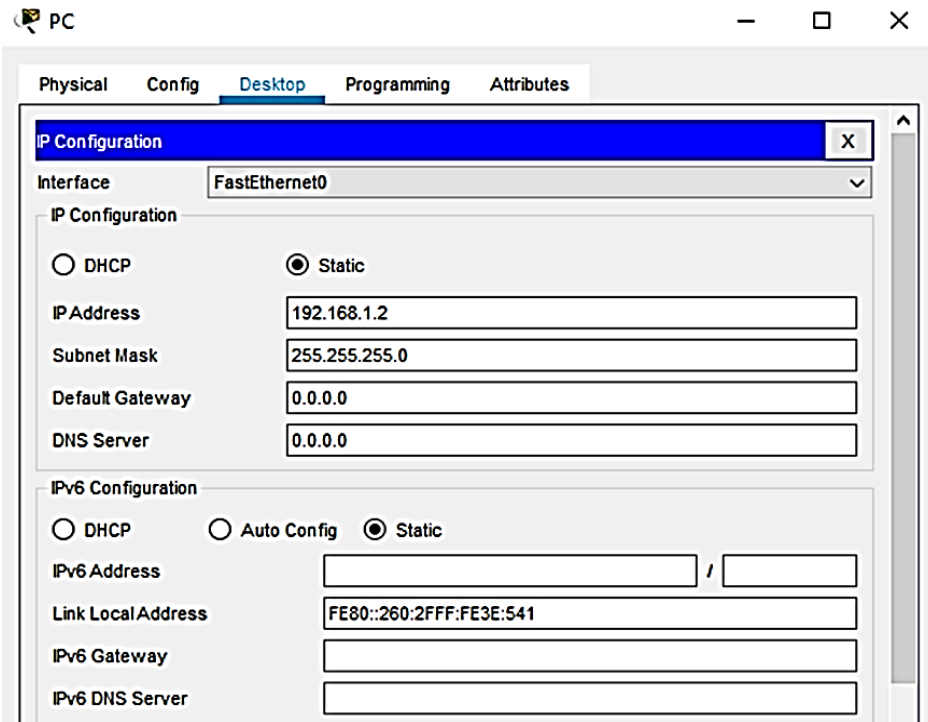 PC
Physical Config Desktop Programming Attributes
IP Configuration X
Interface FastEthernet0
IP Configuration
DHCP Static
IP Address 192.168.1.2
Subnet Mask 255.255.255.0
Default Gateway 0.0.0.0
DNS Server 0.0.0.0
IPv6 Configuration
DHCP Auto Config Static
IPv6 Address /
Link Local Address FE80::260:2FFF:FE3E:541
IPv6 Gateway
IPv6 DNS Server